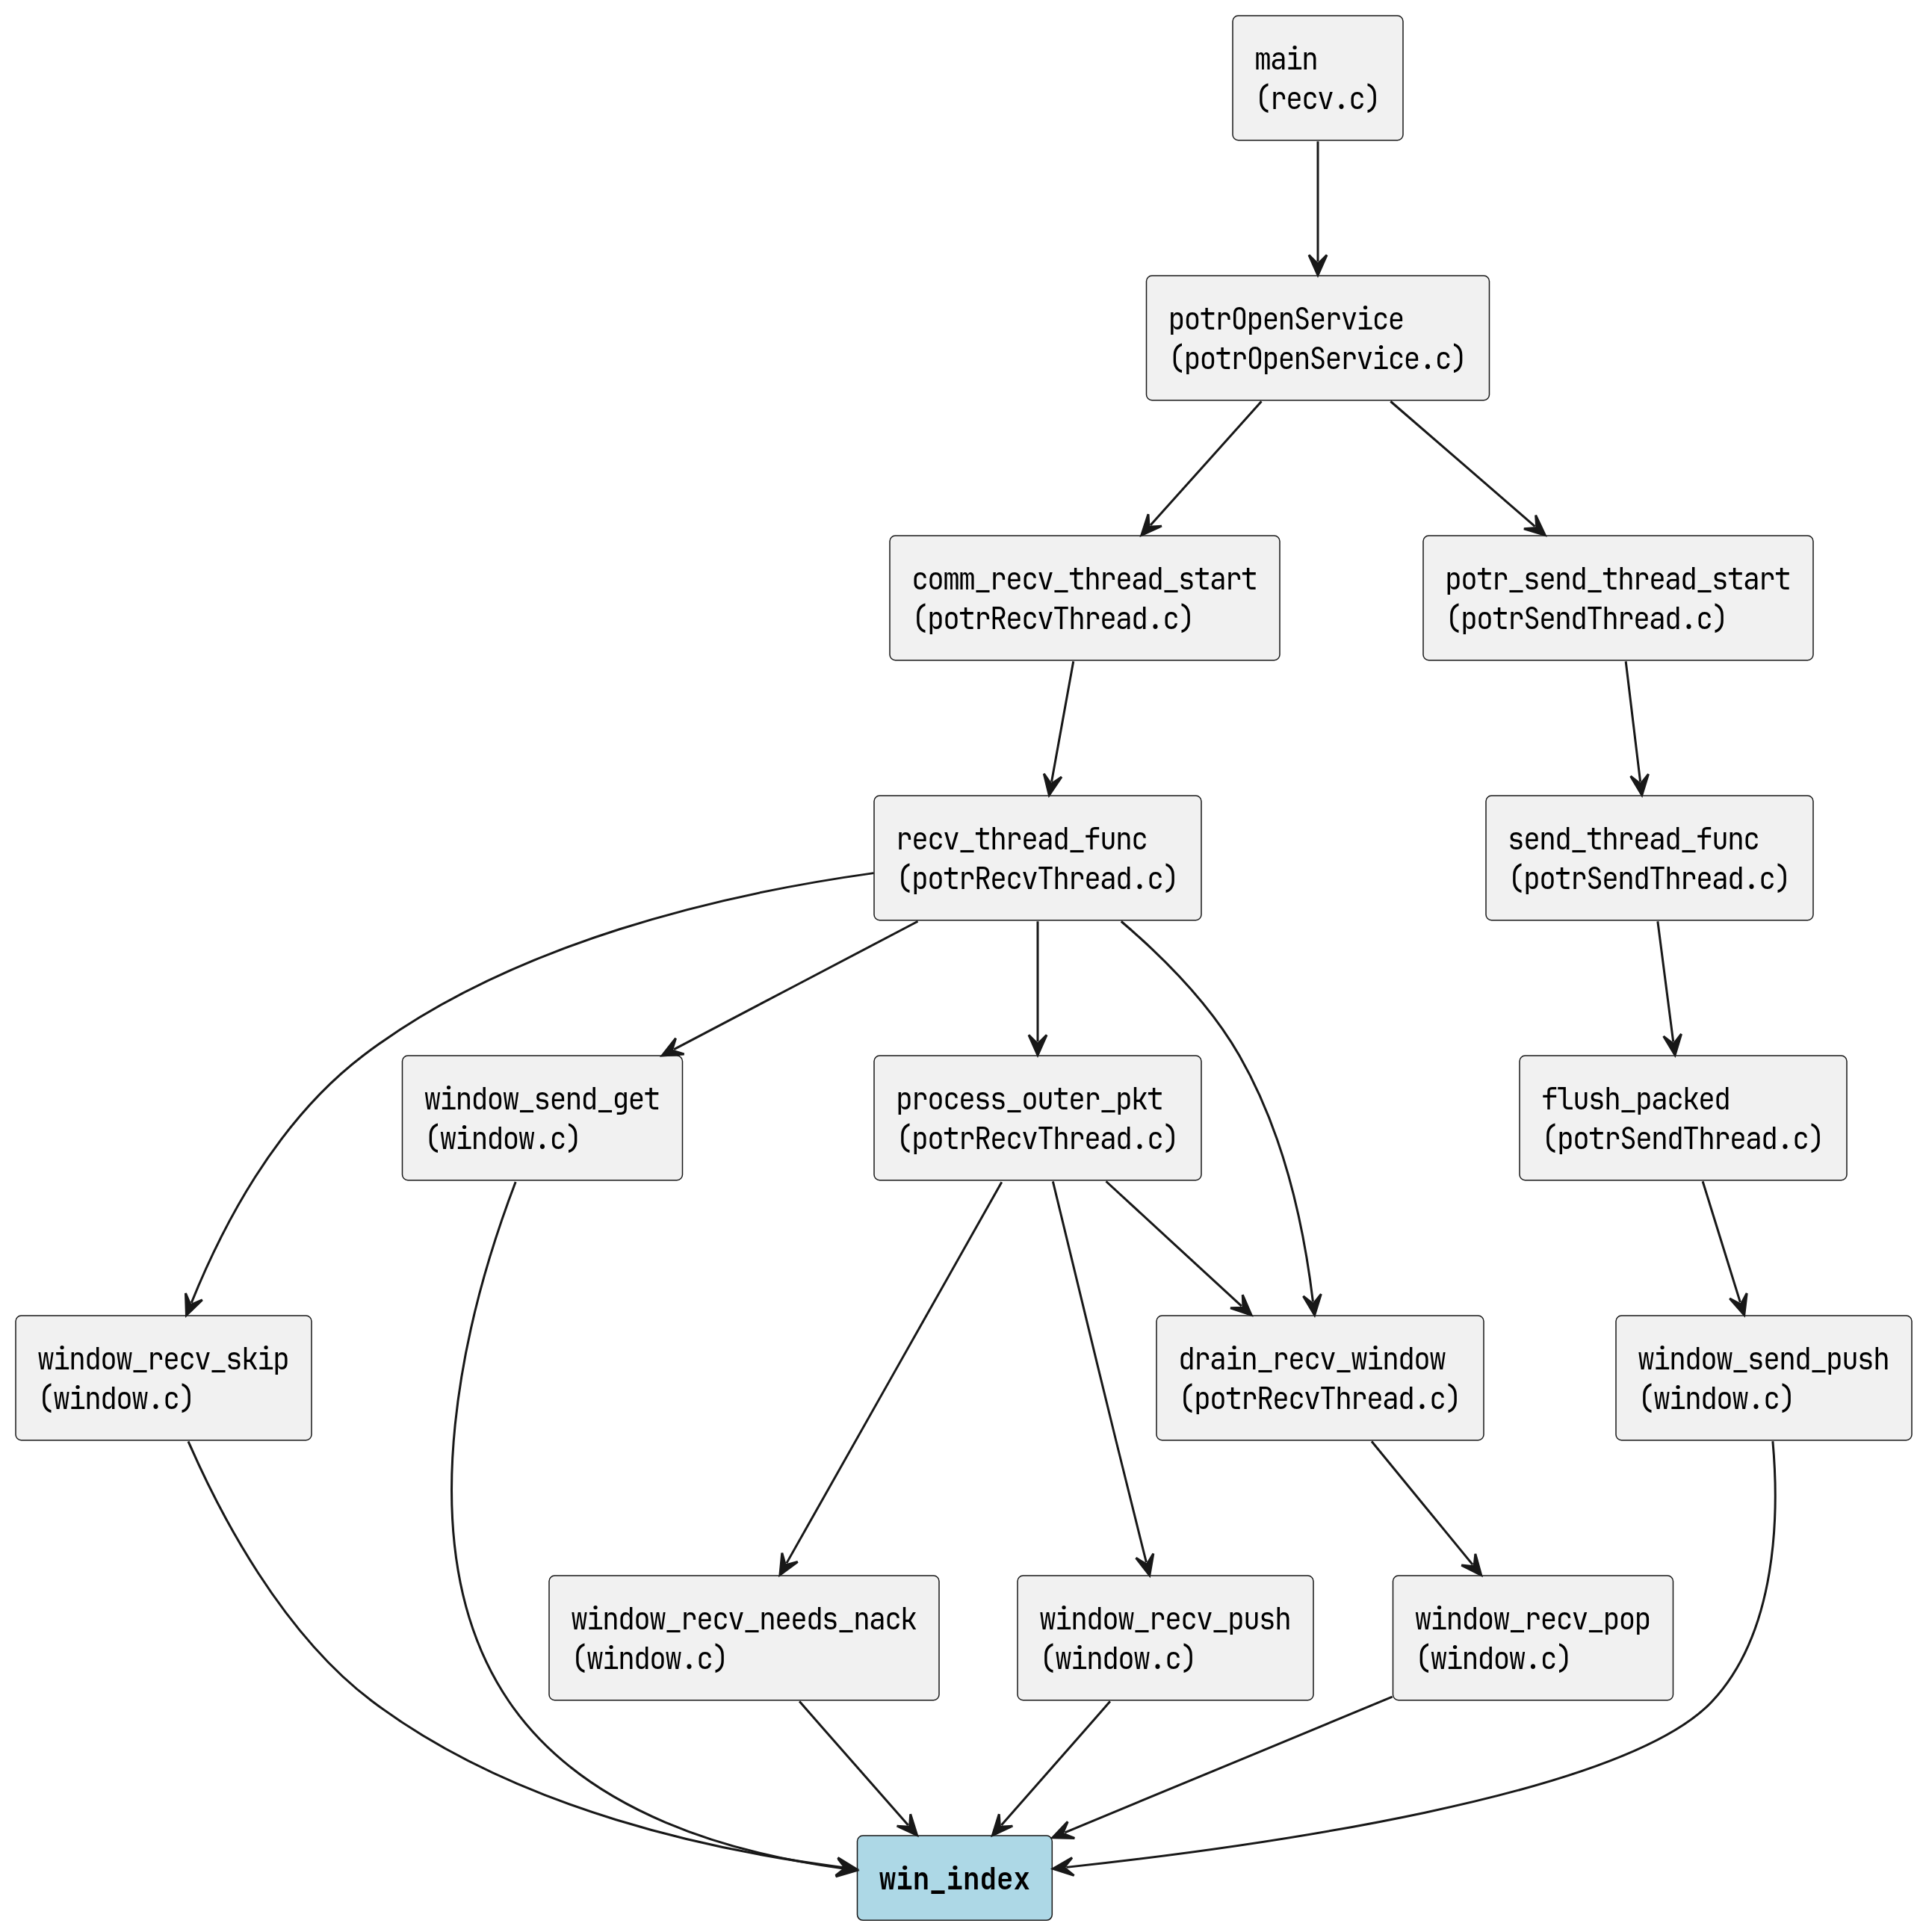 main
(recv.c)
potrOpenService
(potrOpenService.c)
comm_recv_thread_start
(potrRecvThread.c)
potr_send_thread_start
(potrSendThread.c)
recv_thread_func
(potrRecvThread.c)
send_thread_func
(potrSendThread.c)
window_send_get
(window.c)
process_outer_pkt
(potrRecvThread.c)
flush_packed
(potrSendThread.c)
window_recv_skip
(window.c)
drain_recv_window
(potrRecvThread.c)
window_send_push
(window.c)
window_recv_needs_nack
(window.c)
window_recv_push
(window.c)
window_recv_pop
(window.c)
win_index